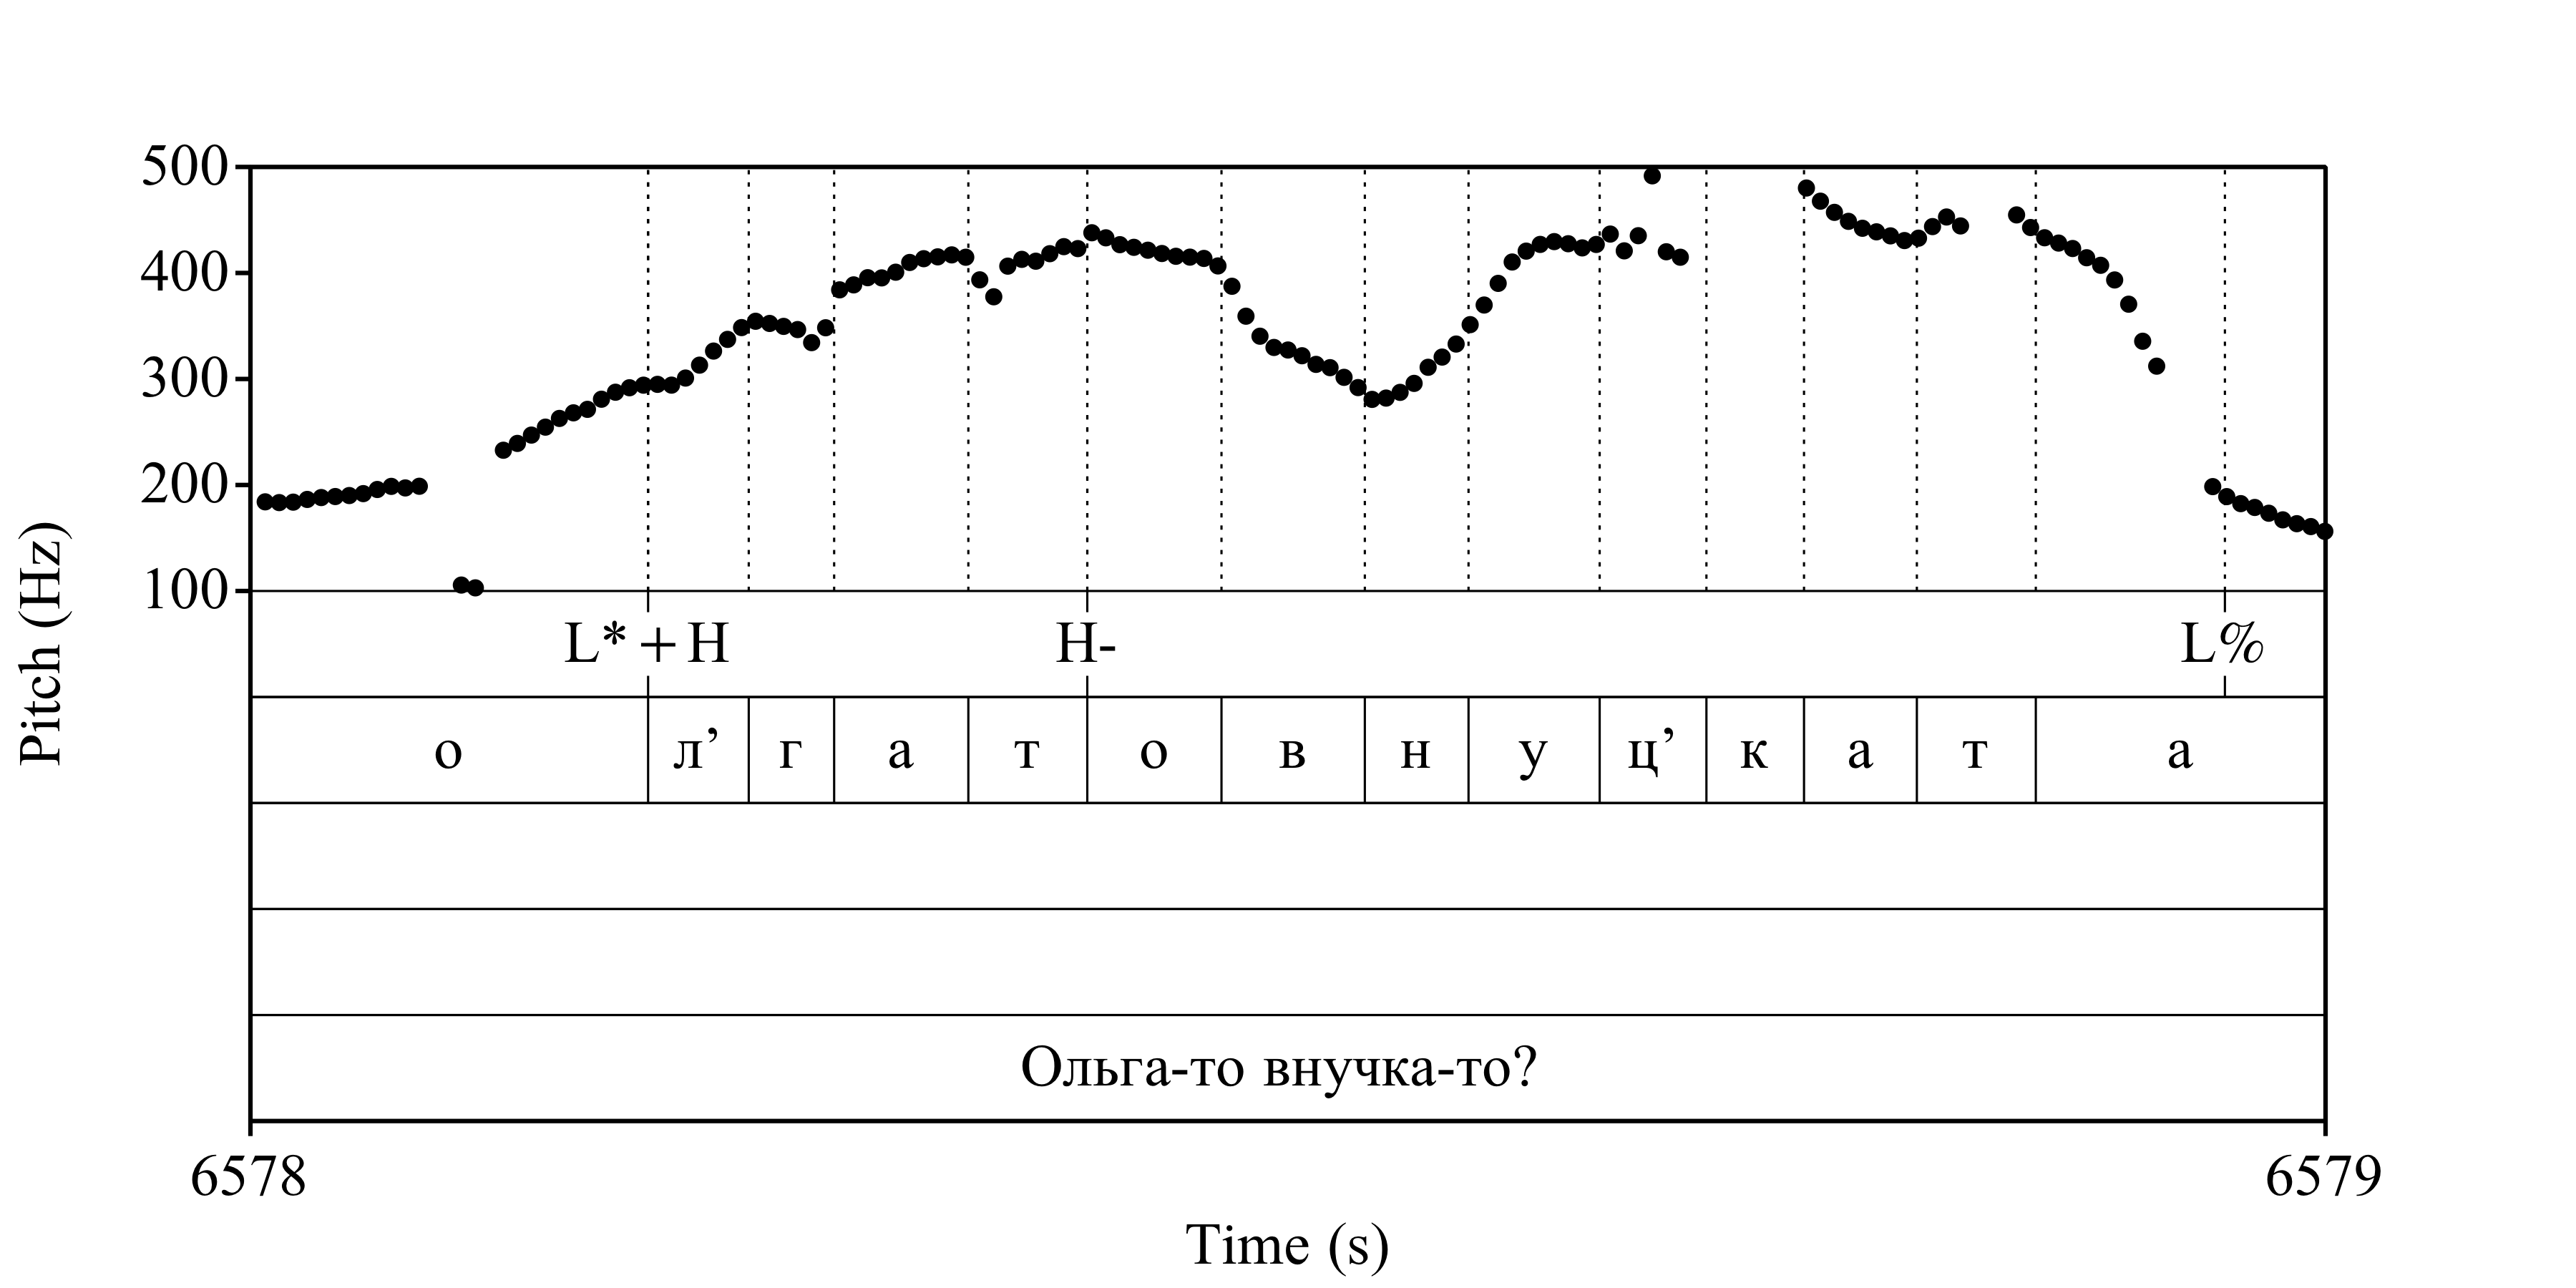 500
400
300
200
100
Pitch (Hz)
L*+H H- L%
о л’ г а т о в н у ц’ к а т а
Ольга-то внучка-то?
6578 6579
Time (s)